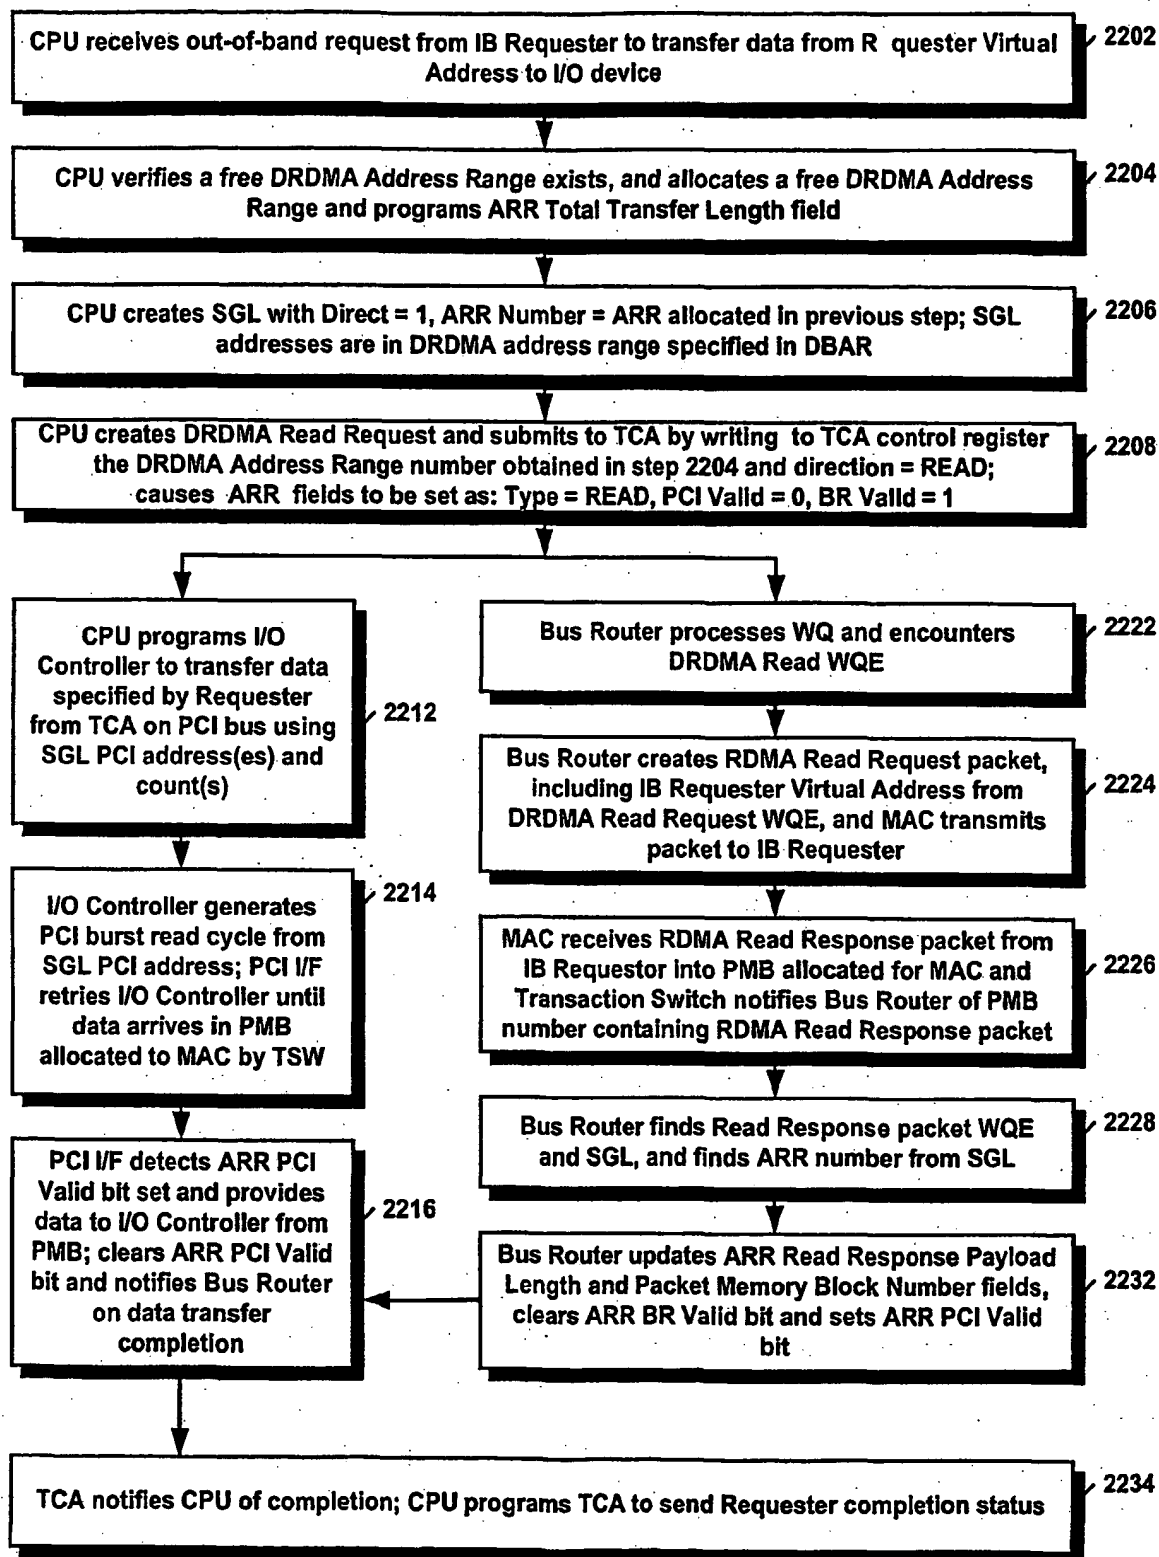 CPU receives out-of-band request from IB Requester to transfer data from R quester Virtual
Address to I/O device
2202
CPU verifies a free DRDMA Address Range exists, and allocates a free DRDMA Address
Range and programs ARR Total Transfer Length field
2204
CPU creates SGL with Direct = 1, ARR Number = ARR allocated in previous step; SGL
addresses are in DRDMA address range specified in DBAR
2206
CPU creates DRDMA Read Request and submits to TCA by writing to TCA control register
the DRDMA Address Range number obtained in step 2204 and direction = READ;
causes ARR fields to be set as: Type = READ, PCI Valid = 0, BR Valid = 1
2208
CPU programs I/O
Controller to transfer data
specified by Requester
from TCA on PCI bus using
SGL PCI address(es) and
count(s)
2212
I/O Controller generates
PCI burst read cycle from
SGL PCI address; PCI I/F
retries I/O Controller until
data arrives in PMB
allocated to MAC by TSW
2214
PCI I/F detects ARR PCI
Valid bit set and provides
data to I/O Controller from
PMB; clears ARR PCI Valid
bit and notifies Bus Router
on data transfer
completion
2216
Bus Router processes WQ and encounters
DRDMA Read WQE
2222
Bus Router creates RDMA Read Request packet,
including IB Requester Virtual Address from
DRDMA Read Request WQE, and MAC transmits
packet to IB Requester
2224
MAC receives RDMA Read Response packet from
IB Requestor into PMB allocated for MAC and
Transaction Switch notifies Bus Router of PMB
number containing RDMA Read Response packet
2226
Bus Router finds Read Response packet WQE
and SGL, and finds ARR number from SGL
2228
Bus Router updates ARR Read Response Payload
Length and Packet Memory Block Number fields,
clears ARR BR Valid bit and sets ARR PCI Valid
bit
2232
TCA notifies CPU of completion; CPU programs TCA to send Requester completion status
2234